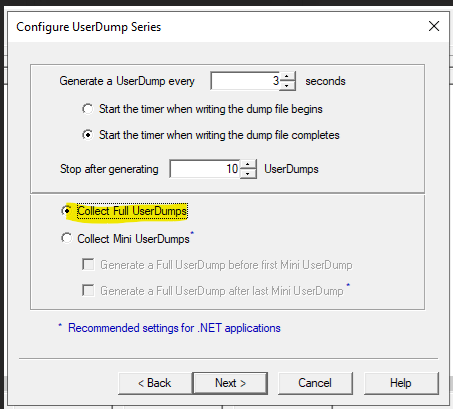 Configure UserDump Series
Generate a UserDump every 3 seconds
Start the timer when writing the dump file begins
Start the timer when writing the dump file completes
Stop after generating 10 UserDumps
Collect Full UserDumps
Collect Mini UserDumps *
Generate a Full UserDump before first Mini UserDump
Generate a Full UserDump after last Mini UserDump *
* Recommended settings for .NET applications
< Back Next > Cancel Help